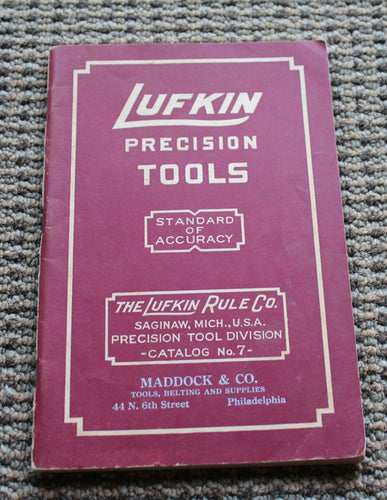 LUFKIN
PRECISION
TOOLS
STANDARD
OF
ACCURACY
THE LUFKIN RULE CO.
SAGINAW, MICH., U.S.A.
PRECISION TOOL DIVISION
-CATALOG No. 7-
MADDOCK & CO.
TOOLS, BELTING AND SUPPLIES
44 N. 6th Street Philadelphia